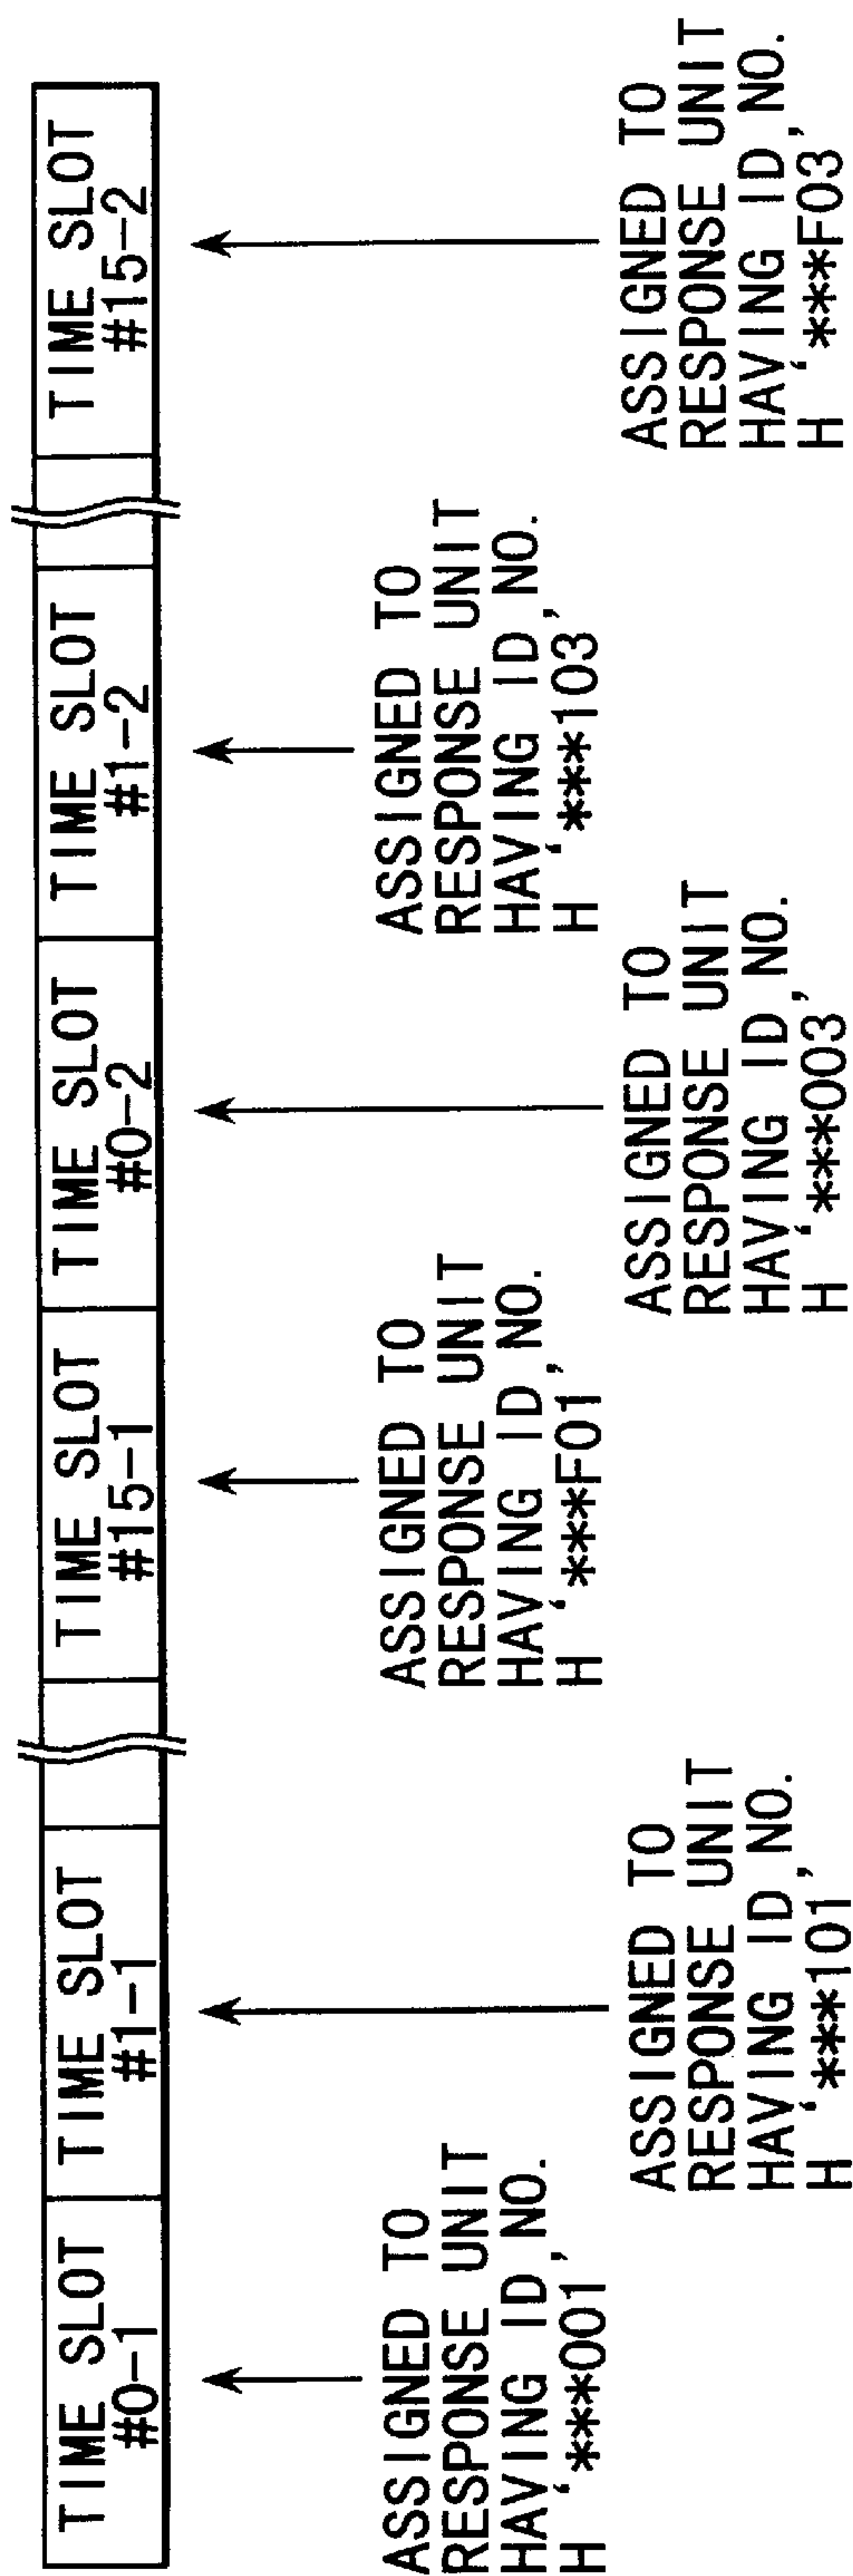 TIME SLOT
#0-1
TIME SLOT
#1-1
TIME SLOT
#15-1
TIME SLOT
#0-2
TIME SLOT
#1-2
TIME SLOT
#15-2
ASSIGNED TO
RESPONSE UNIT
HAVING ID NO.
H‘***001’
ASSIGNED TO
RESPONSE UNIT
HAVING ID NO.
H‘***101’
ASSIGNED TO
RESPONSE UNIT
HAVING ID NO.
H‘***F01’
ASSIGNED TO
RESPONSE UNIT
HAVING ID NO.
H‘***003’
ASSIGNED TO
RESPONSE UNIT
HAVING ID NO.
H‘***103’
ASSIGNED TO
RESPONSE UNIT
HAVING ID NO.
H‘***F03’